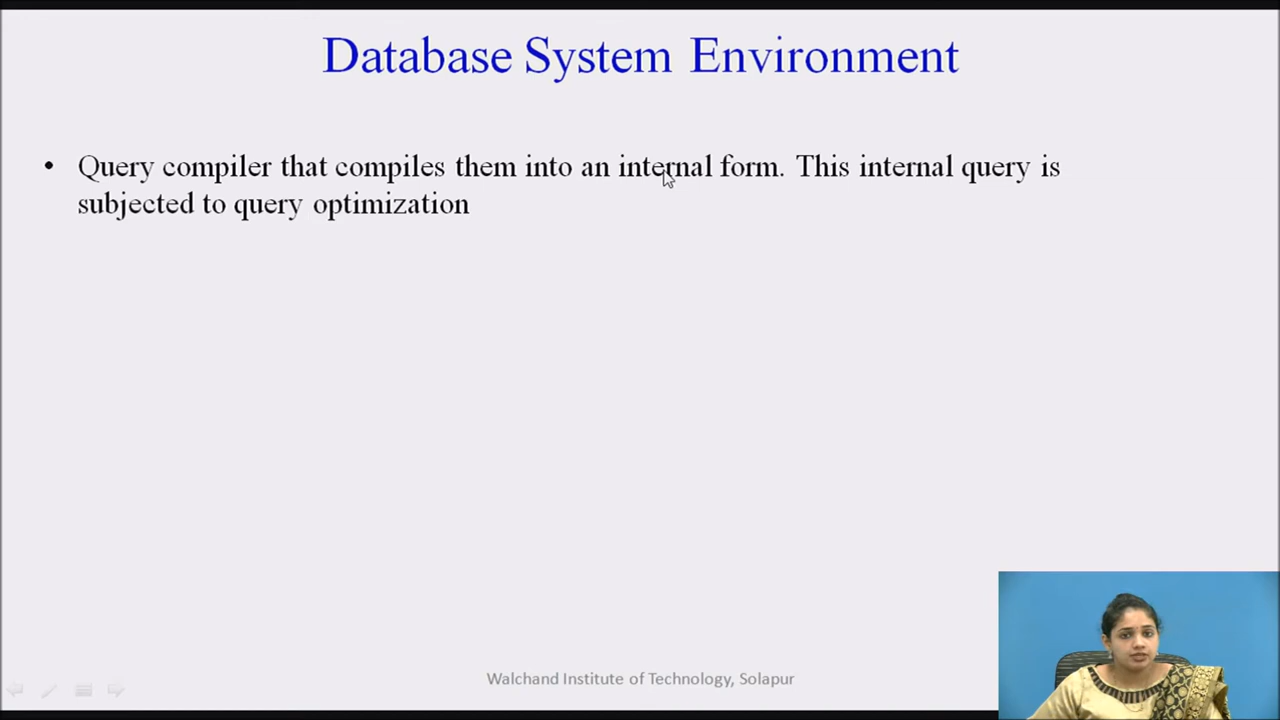 Database System Environment
• Query compiler that compiles them into an internal form. This internal query is
subjected to query optimization
Walchand Institute of Technology, Solapur